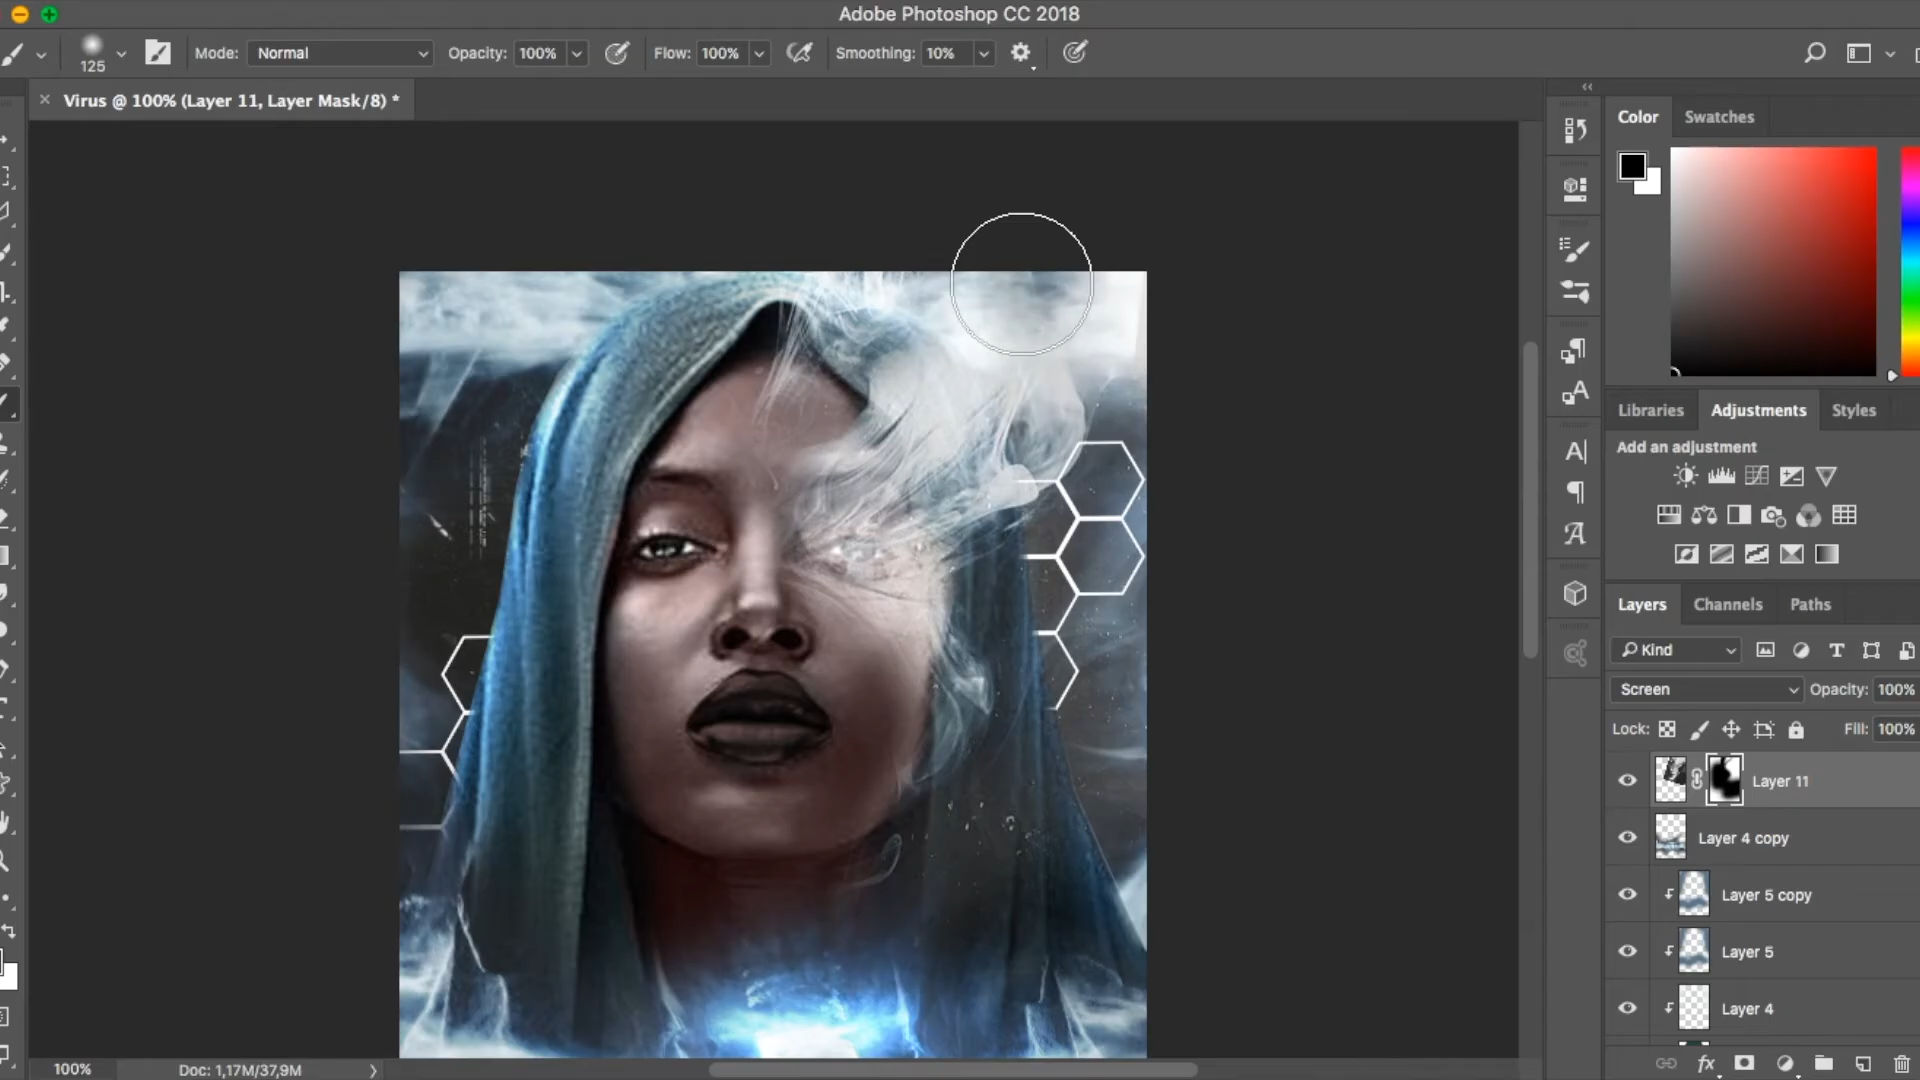 Adobe Photoshop CC 2018
125
Mode: Normal Opacity: 100% Flow: 100% Smoothing: 10%
Virus @ 100% (Layer 11, Layer Mask/8) *
Color Swatches
Libraries Adjustments Styles
Add an adjustment
Layers Channels Paths
Kind
Screen Opacity: 100%
Lock: Fill: 100%
Layer 11
Layer 4 copy
Layer 5 copy
Layer 5
Layer 4
fx
100% Doc: 1,17M/37,9M